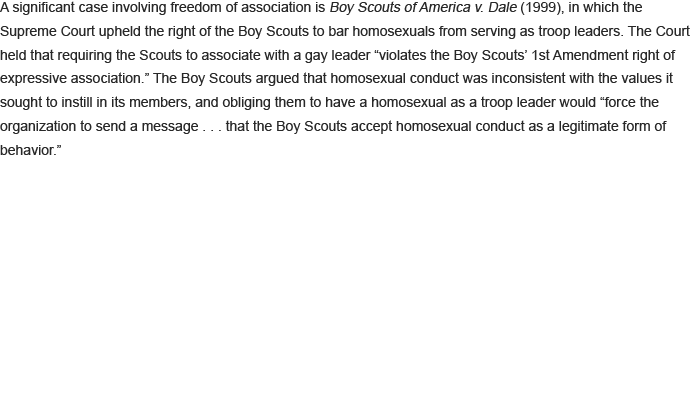 A significant case involving freedom of association is Boy Scouts of America v. Dale (1999), in which the
Supreme Court upheld the right of the Boy Scouts to bar homosexuals from serving as troop leaders. The Court
held that requiring the Scouts to associate with a gay leader “violates the Boy Scouts’ 1st Amendment right of
expressive association.” The Boy Scouts argued that homosexual conduct was inconsistent with the values it
sought to instill in its members, and obliging them to have a homosexual as a troop leader would “force the
organization to send a message . . . that the Boy Scouts accept homosexual conduct as a legitimate form of
behavior.”